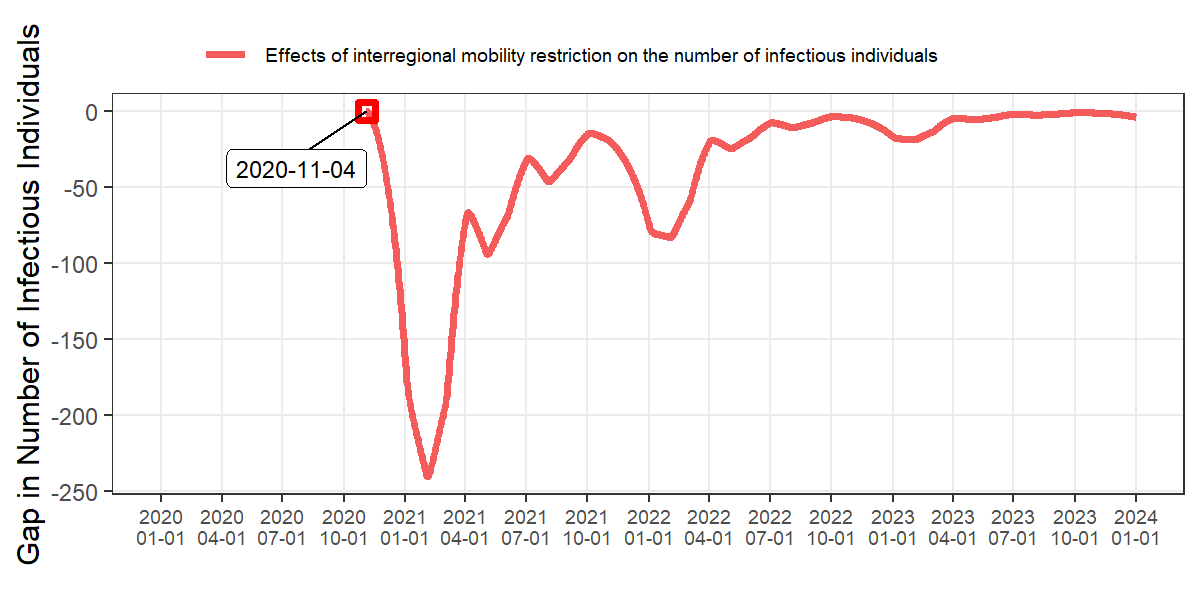 Effects of interregional mobility restriction on the number of infectious individuals
Gap in Number of Infectious Individuals
0
-50
-100
-150
-200
-250
2020-11-04
2020 2020 2020 2020 2021 2021 2021 2021 2022 2022 2022 2022 2023 2023 2023 2023 2024
01-01 04-01 07-01 10-01 01-01 04-01 07-01 10-01 01-01 04-01 07-01 10-01 01-01 04-01 07-01 10-01 01-01